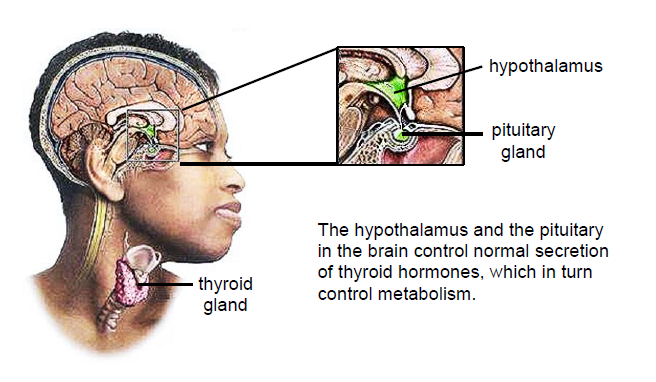 hypothalamus
pituitary
gland
The hypothalamus and the pituitary
in the brain control normal secretion
of thyroid hormones, which in turn
control metabolism.
thyroid
gland